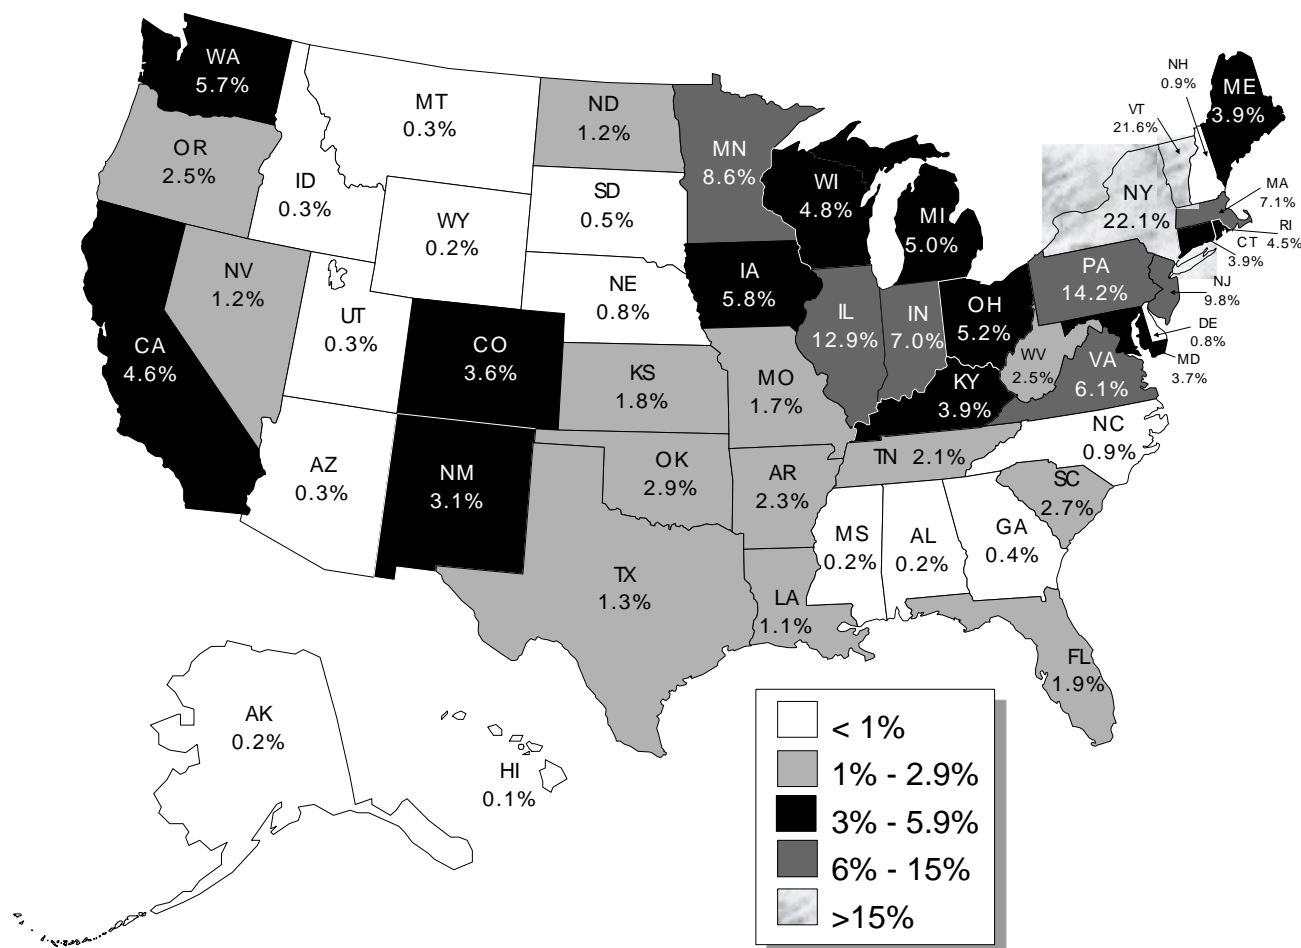 WA
5.7%
OR
2.5%
CA
4.6%
NV
1.2%
ID
0.3%
MT
0.3%
WY
0.2%
UT
0.3%
AZ
0.3%
CO
3.6%
NM
3.1%
ND
1.2%
SD
0.5%
NE
0.8%
KS
1.8%
OK
2.9%
TX
1.3%
MN
8.6%
IA
5.8%
MO
1.7%
AR
2.3%
LA
1.1%
WI
4.8%
IL
12.9%
MI
5.0%
IN
7.0%
OH
5.2%
KY
3.9%
TN 2.1%
MS
0.2%
AL
0.2%
GA
0.4%
FL
1.9%
SC
2.7%
NC
0.9%
VA
6.1%
WV
2.5%
PA
14.2%
NY
22.1%
VT
21.6%
NH
0.9%
ME
3.9%
MA
7.1%
RI
4.5%
CT
3.9%
NJ
9.8%
DE
0.8%
MD
3.7%
AK
0.2%
HI
0.1%
< 1%
1% - 2.9%
3% - 5.9%
6% - 15%
>15%